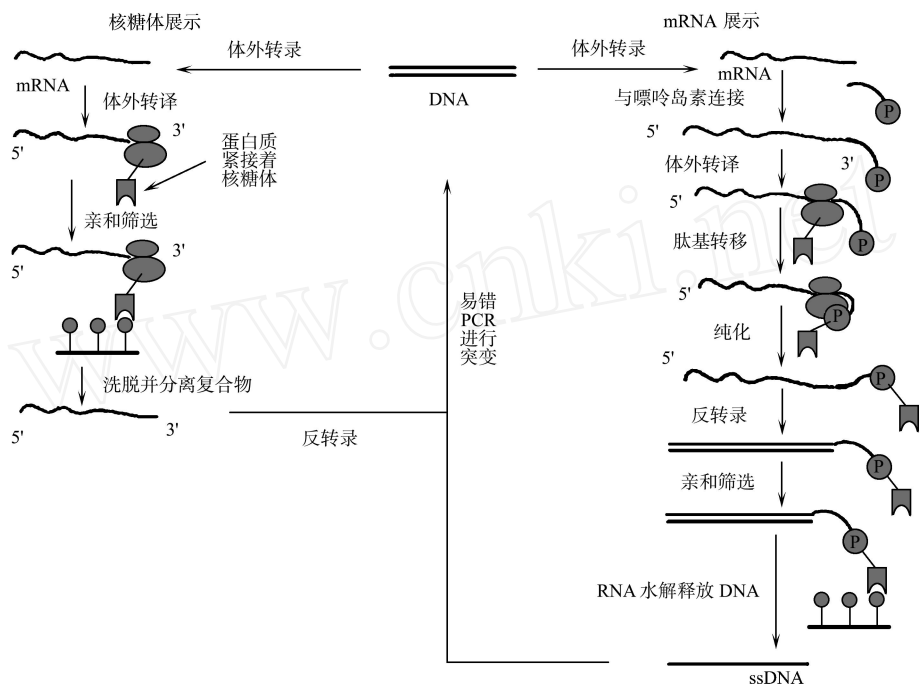 核糖体展示
mRNA 展示
体外转录
体外转录
mRNA
DNA
mRNA
体外转译
与嘌呤岛素连接
P
5'
3'
蛋白质
紧接着
核糖体
5'
3'
P
体外转译
亲和筛选
5'
P
肽基转移
5'
3'
易错
PCR
进行
突变
5'
P
纯化
洗脱并分离复合物
5'
P
5'
3'
反转录
反转录
P
亲和筛选
P
RNA 水解释放 DNA
ssDNA
www.cnki.net